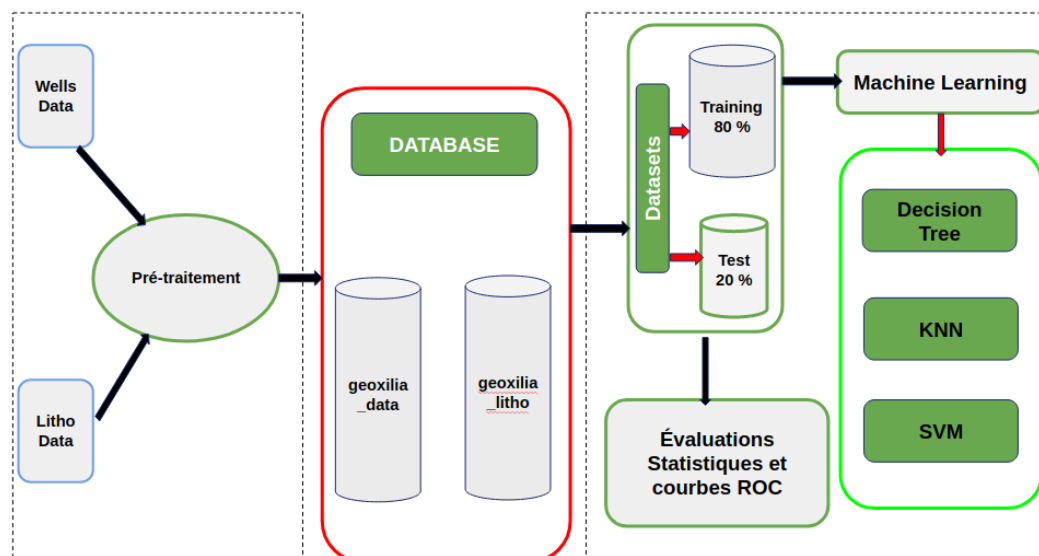 Wells
Data
Litho
Data
Pré-traitement
DATABASE
geoxilia
_data
geoxilia
_litho
Datasets
Training
80 %
Test
20 %
Évaluations
Statistiques et
courbes ROC
Machine Learning
Decision
Tree
KNN
SVM